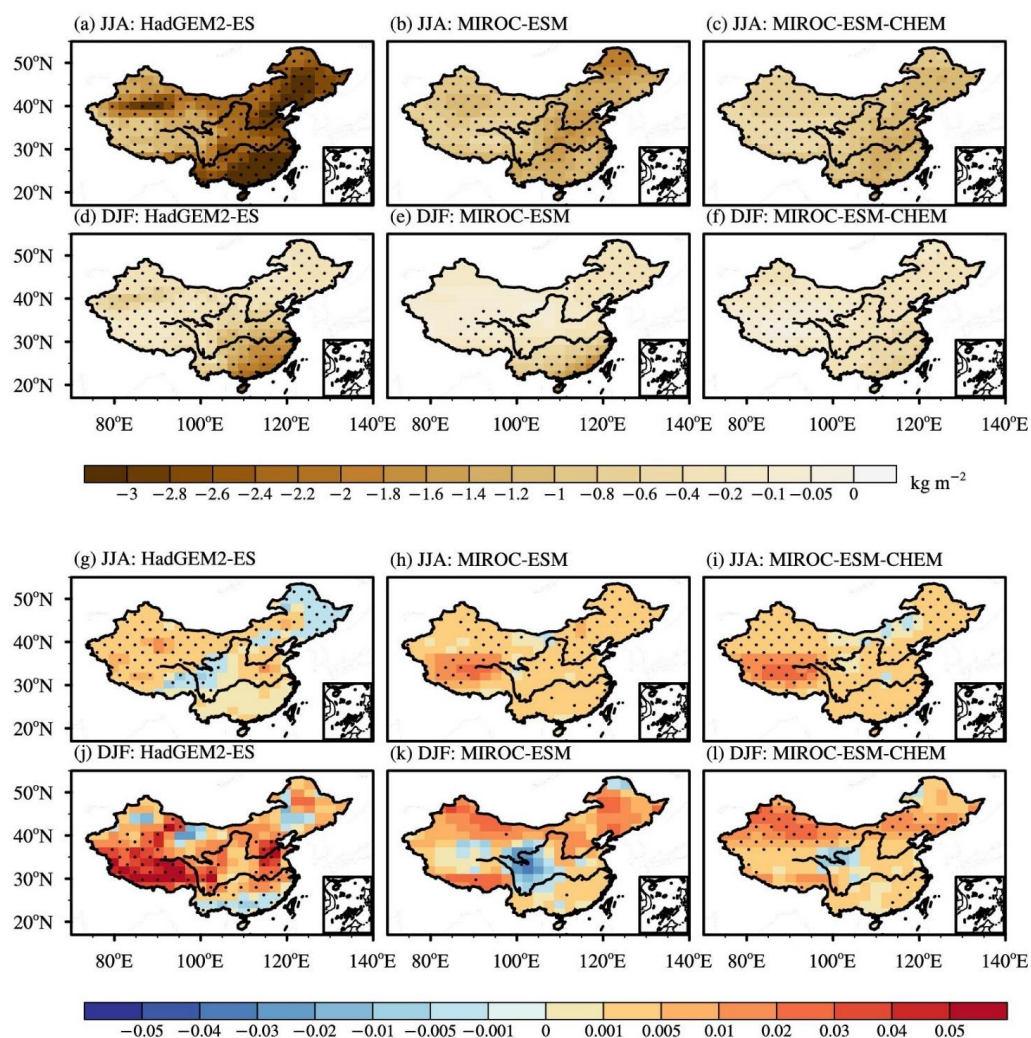 (a) JJA: HadGEM2-ES (b) JJA: MIROC-ESM (c) JJA: MIROC-ESM-CHEM
50°N
40°N
30°N
20°N
(d) DJF: HadGEM2-ES (e) DJF: MIROC-ESM (f) DJF: MIROC-ESM-CHEM
50°N
40°N
30°N
20°N
80°E 100°E 120°E 140°E 80°E 100°E 120°E 140°E 80°E 100°E 120°E 140°E
−3 −2.8 −2.6 −2.4 −2.2 −2 −1.8 −1.6 −1.4 −1.2 −1 −0.8 −0.6 −0.4 −0.2 −0.1 −0.05 0 kg m⁻²
(g) JJA: HadGEM2-ES (h) JJA: MIROC-ESM (i) JJA: MIROC-ESM-CHEM
50°N
40°N
30°N
20°N
(j) DJF: HadGEM2-ES (k) DJF: MIROC-ESM (l) DJF: MIROC-ESM-CHEM
50°N
40°N
30°N
20°N
80°E 100°E 120°E 140°E 80°E 100°E 120°E 140°E 80°E 100°E 120°E 140°E
−0.05 −0.04 −0.03 −0.02 −0.01 −0.005 −0.001 0 0.001 0.005 0.01 0.02 0.03 0.04 0.05